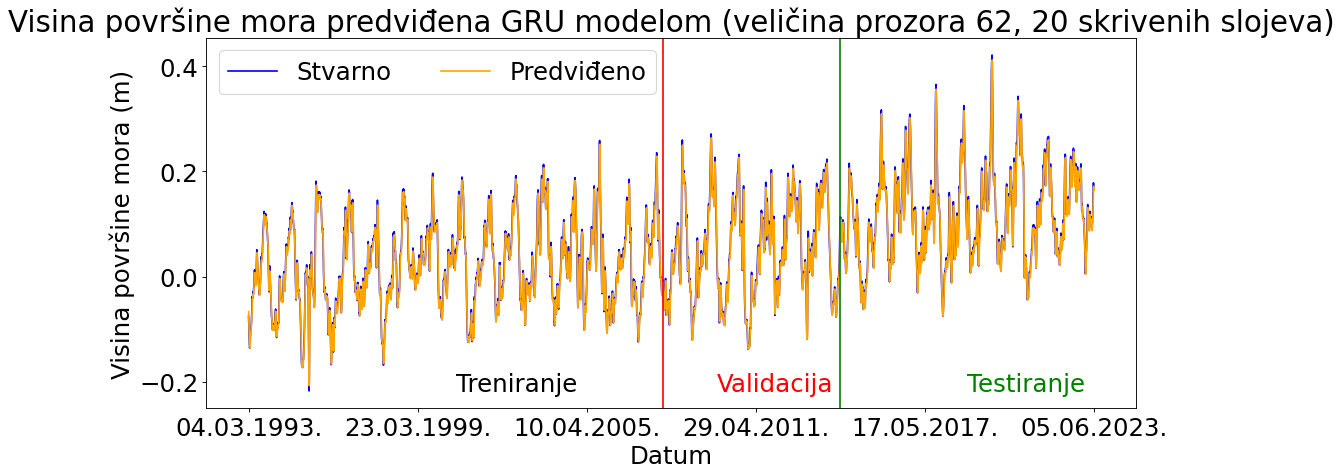 Visina površine mora predviđena GRU modelom (veličina prozora 62, 20 skrivenih slojeva)
Stvarno Predviđeno
Visina površine mora (m)
0.4
0.2
0.0
−0.2
Treniranje Validacija Testiranje
04.03.1993. 23.03.1999. 10.04.2005. 29.04.2011. 17.05.2017. 05.06.2023.
Datum